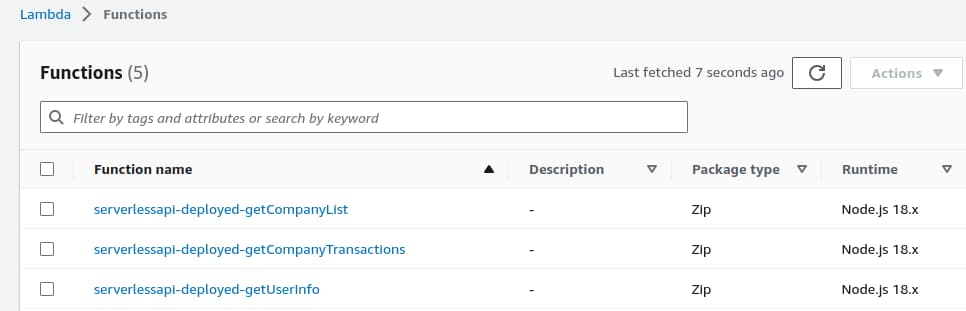 Lambda > Functions
Functions (5) Last fetched 7 seconds ago Actions
Filter by tags and attributes or search by keyword
Function name Description Package type Runtime
serverlessapi-deployed-getCompanyList - Zip Node.js 18.x
serverlessapi-deployed-getCompanyTransactions - Zip Node.js 18.x
serverlessapi-deployed-getUserInfo - Zip Node.js 18.x